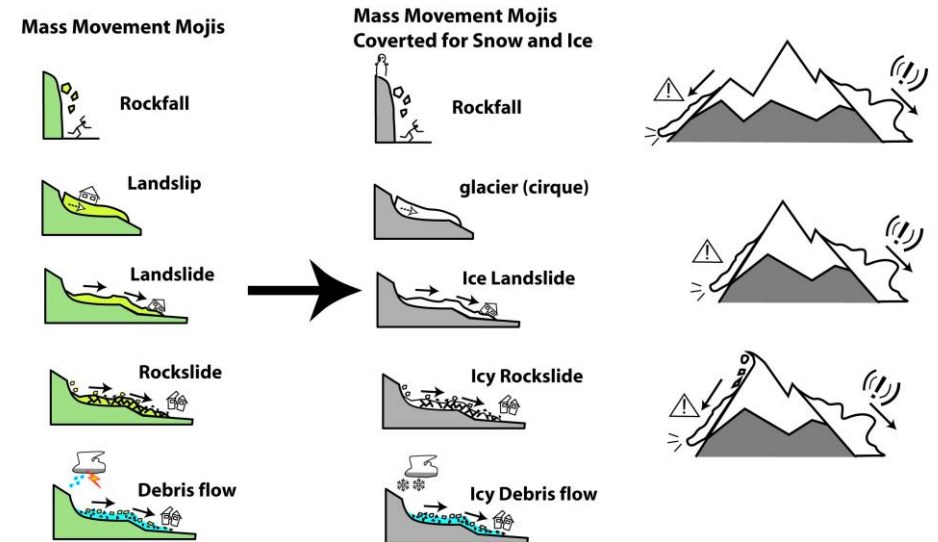 Mass Movement Mojis
Rockfall
Landslip
Landslide
Rockslide
Debris flow
Mass Movement Mojis
Coverted for Snow and Ice
Rockfall
glacier (cirque)
Ice Landslide
Icy Rockslide
Icy Debris flow